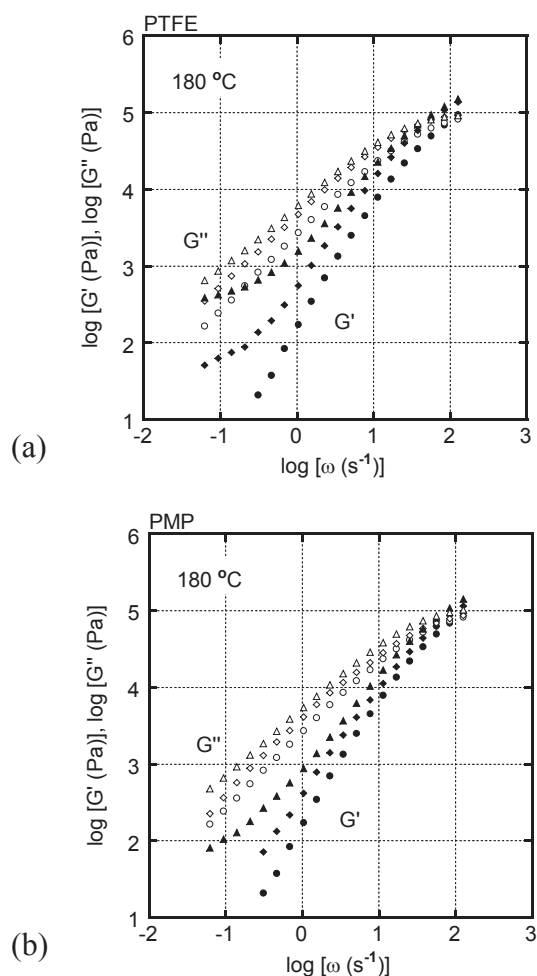 PTFE
6
180 °C
5
4
G''
3
G'
2
1
-2 -1 0 1 2 3
log [G' (Pa)], log [G'' (Pa)]
log [ω (s⁻¹)]
(a)
PMP
6
180 °C
5
4
G''
3
G'
2
1
-2 -1 0 1 2 3
log [G' (Pa)], log [G'' (Pa)]
log [ω (s⁻¹)]
(b)